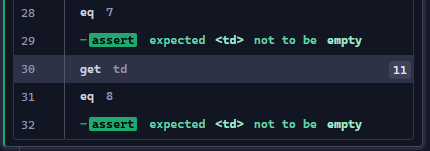 28 eq 7
29 -assert expected <td> not to be empty
30 get td 11
31 eq 8
32 -assert expected <td> not to be empty